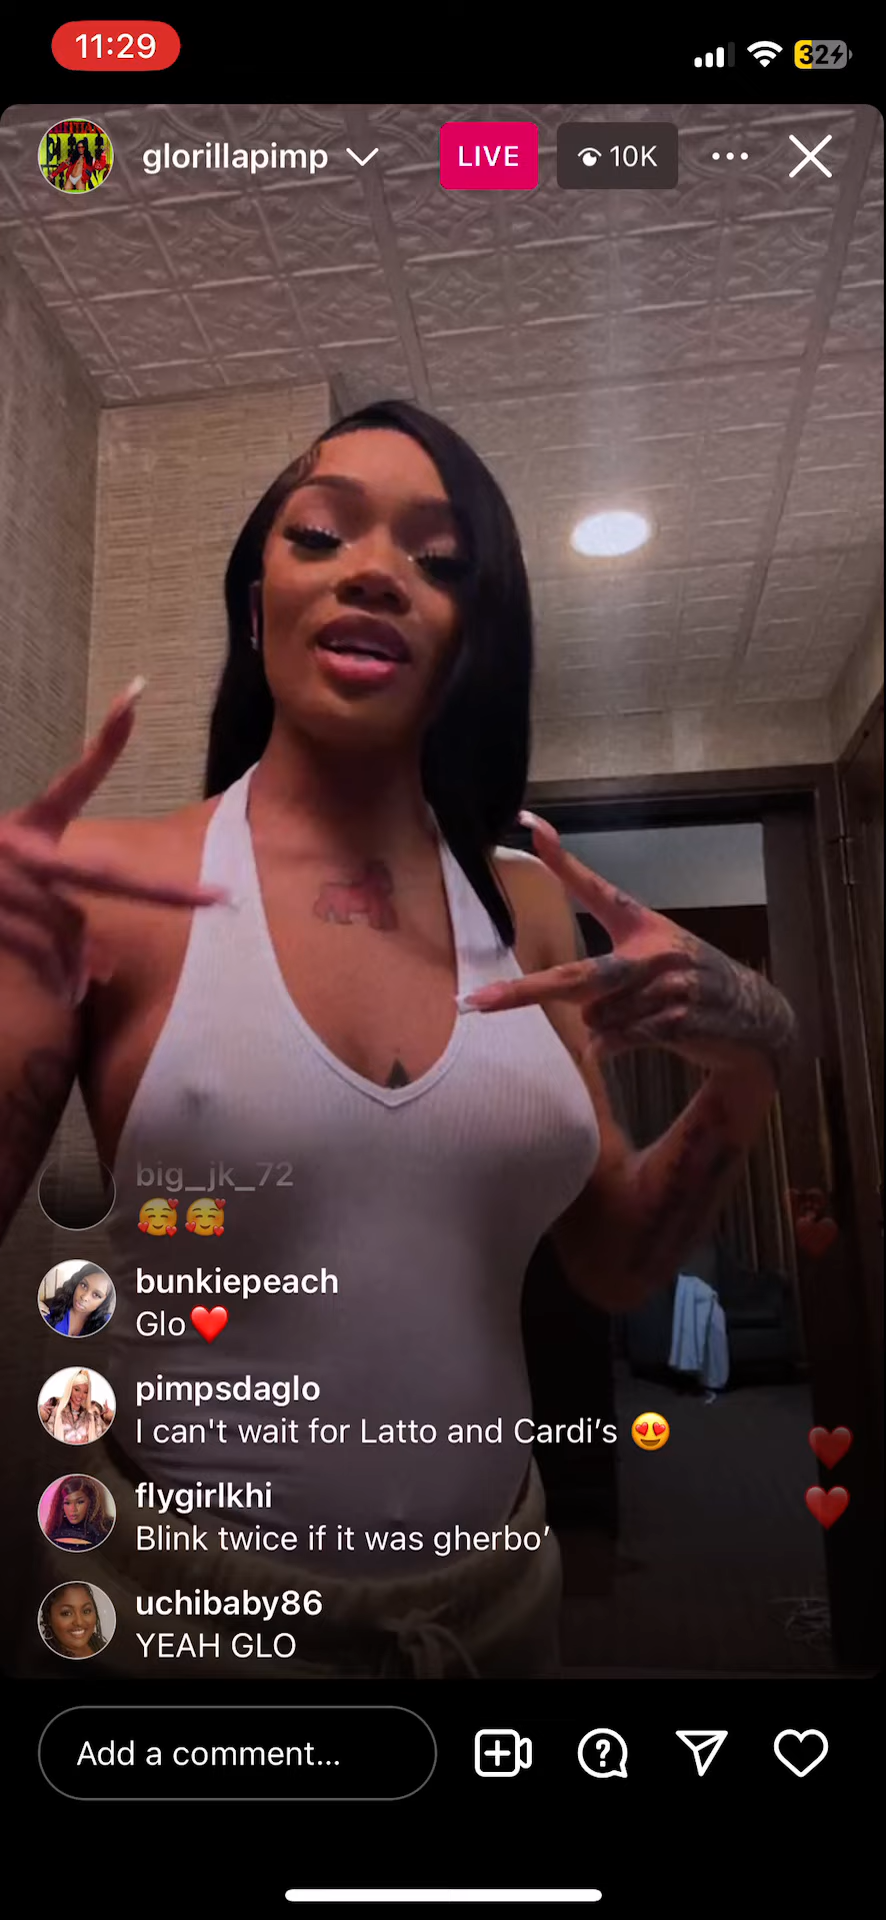 11:29
32
glorillapimp
LIVE
10K
big_jk_72
🥰🥰
bunkiepeach
Glo❤️
pimpsdaglo
I can't wait for Latto and Cardi’s 😍
flygirlkhi
Blink twice if it was gherbo’
uchibaby86
YEAH GLO
Add a comment...